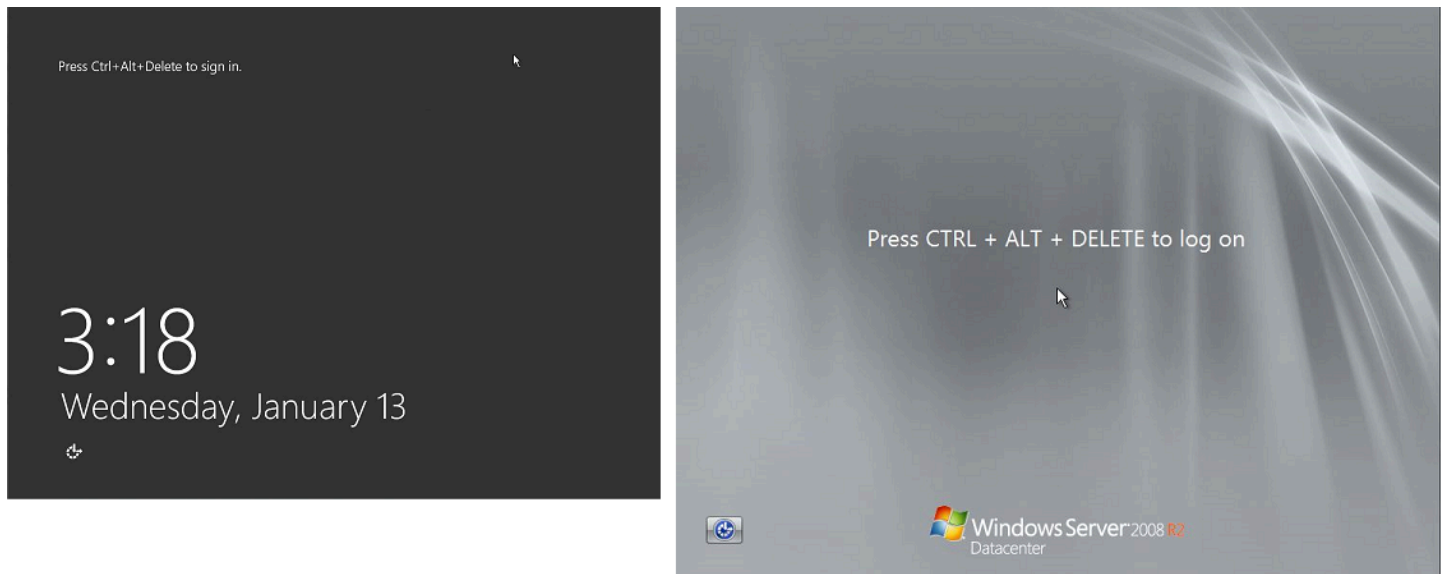 Press Ctrl+Alt+Delete to sign in.
3:18
Wednesday, January 13
Press CTRL + ALT + DELETE to log on
Windows Server 2008 R2
Datacenter